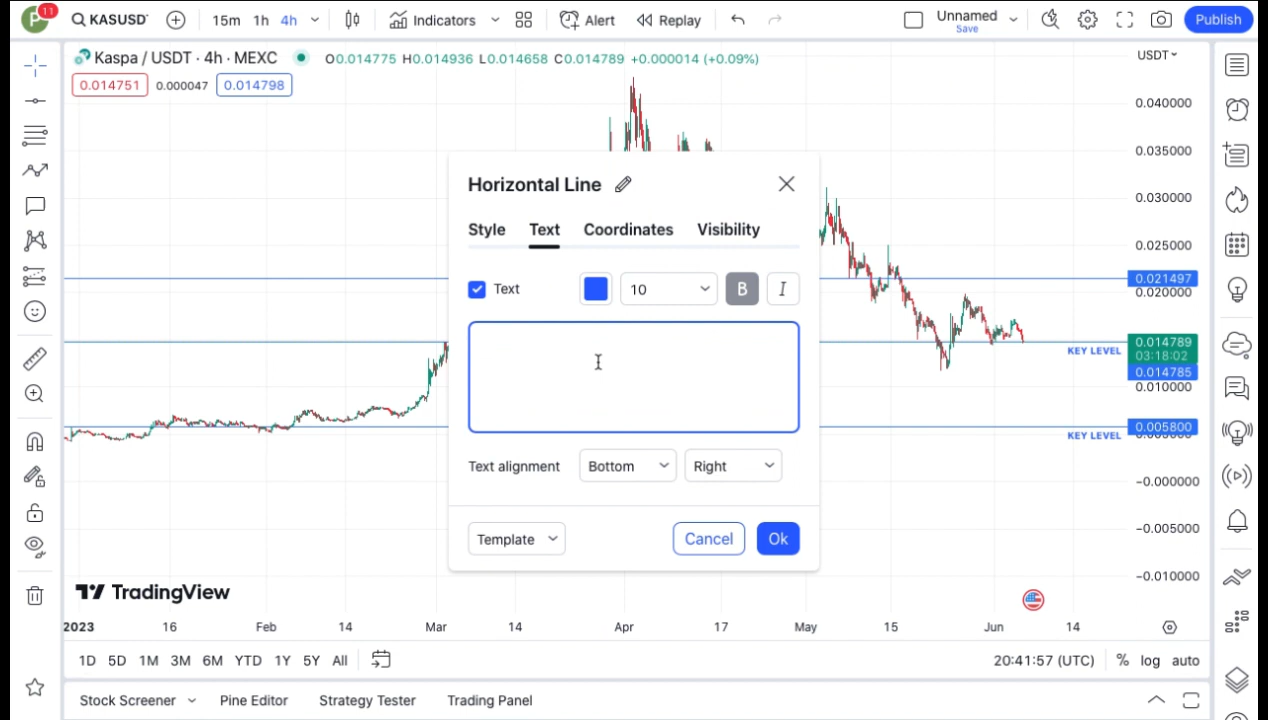 P 11 KASUSDT 15m 1h 4h Indicators Alert Replay Unnamed Save Publish
Kaspa / USDT · 4h · MEXC O0.014775 H0.014936 L0.014658 C0.014789 +0.000014 (+0.09%) USDT
0.014751 0.000047 0.014798
0.040000
0.035000
0.030000
0.025000
0.021497
0.020000
0.014789
03:18:02
KEY LEVEL
0.014785
0.010000
0.005800
KEY LEVEL
−0.000000
−0.005000
−0.010000
Horizontal Line
Style Text Coordinates Visibility
Text 10 B I
Text alignment Bottom Right
Template Cancel Ok
TradingView
2023 16 Feb 14 Mar 14 Apr 17 May 15 Jun 14
1D 5D 1M 3M 6M YTD 1Y 5Y All 20:41:57 (UTC) % log auto
Stock Screener Pine Editor Strategy Tester Trading Panel